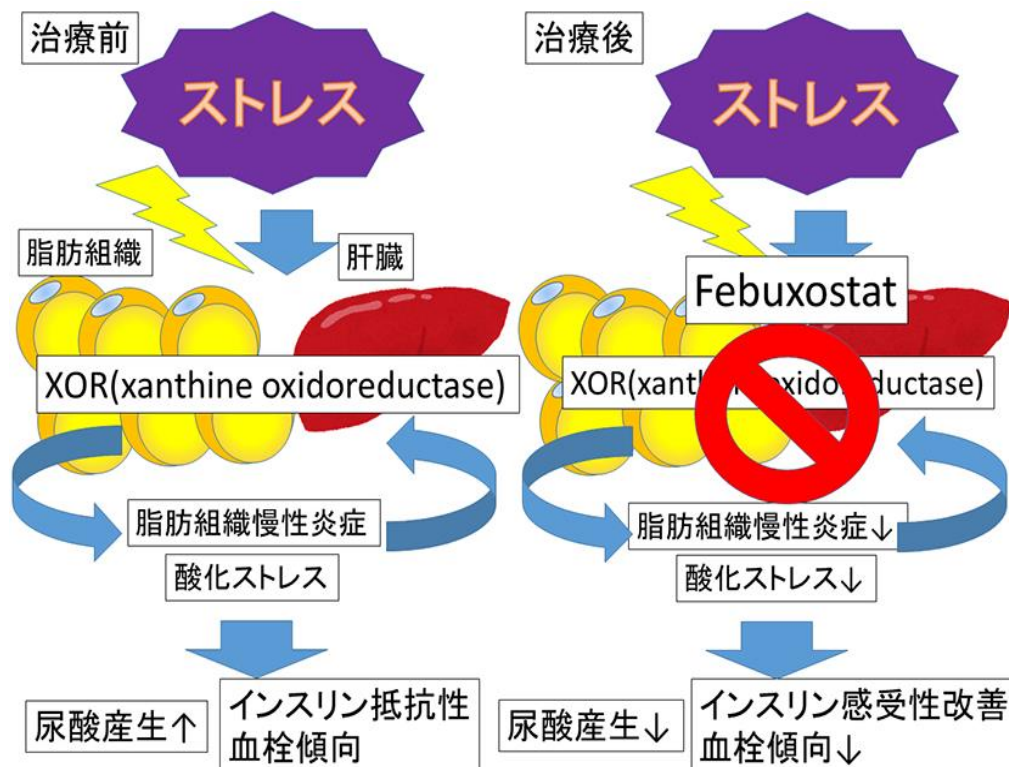 治療前
ストレス
脂肪組織
肝臓
XOR(xanthine oxidoreductase)
脂肪組織慢性炎症
酸化ストレス
尿酸産生↑
インスリン抵抗性
血栓傾向
治療後
ストレス
Febuxostat
XOR(xanthine oxidoreductase)
脂肪組織慢性炎症↓
酸化ストレス↓
尿酸産生↓
インスリン感受性改善
血栓傾向↓